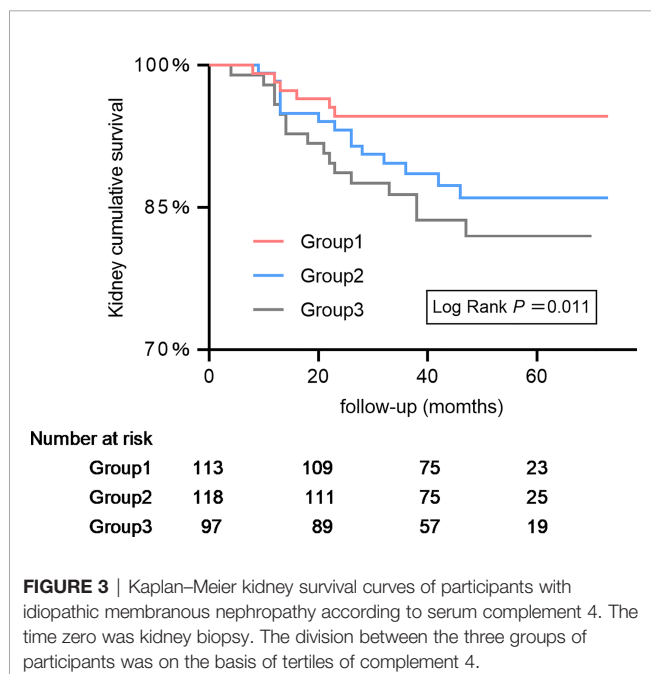 100%
85%
70%
Kidney cumulative survival
Group1
Group2
Group3
Log Rank P =0.011
0 20 40 60
follow-up (momths)
Number at risk
Group1 113 109 75 23
Group2 118 111 75 25
Group3 97 89 57 19
FIGURE 3 | Kaplan–Meier kidney survival curves of participants with
idiopathic membranous nephropathy according to serum complement 4. The
time zero was kidney biopsy. The division between the three groups of
participants was on the basis of tertiles of complement 4.